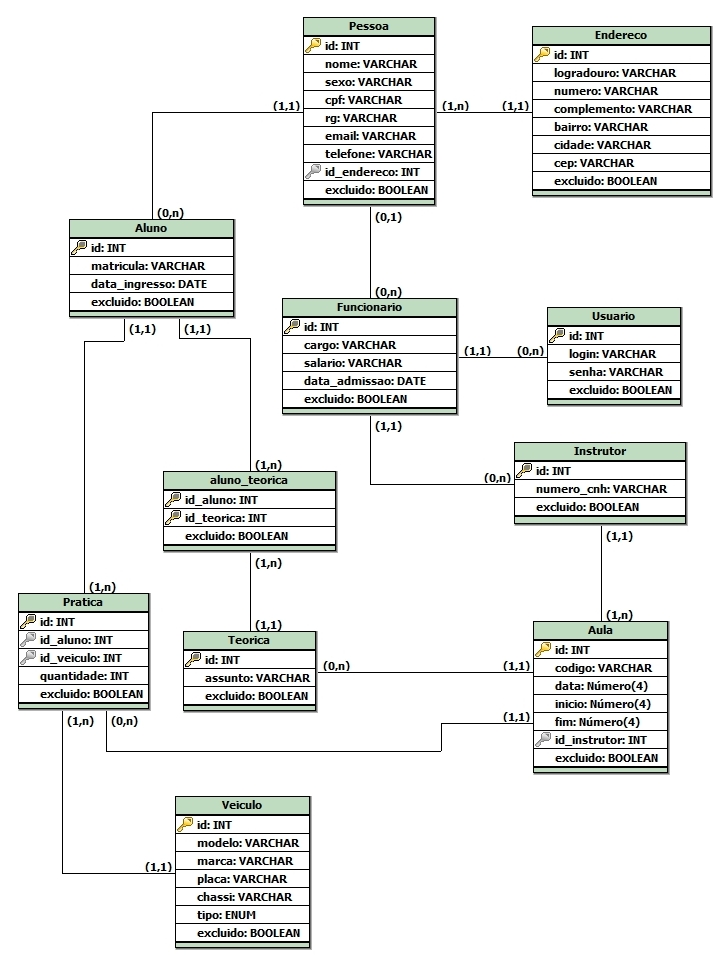 Pessoa
id: INT
nome: VARCHAR
sexo: VARCHAR
cpf: VARCHAR
rg: VARCHAR
email: VARCHAR
telefone: VARCHAR
id_endereco: INT
excluido: BOOLEAN
Endereco
id: INT
logradouro: VARCHAR
numero: VARCHAR
complemento: VARCHAR
bairro: VARCHAR
cidade: VARCHAR
cep: VARCHAR
excluido: BOOLEAN
(1,1)
(1,n)
(1,1)
(0,n)
(0,1)
Aluno
id: INT
matricula: VARCHAR
data_ingresso: DATE
excluido: BOOLEAN
(0,n)
Funcionario
id: INT
cargo: VARCHAR
salario: VARCHAR
data_admissao: DATE
excluido: BOOLEAN
Usuario
id: INT
login: VARCHAR
senha: VARCHAR
excluido: BOOLEAN
(1,1)
(1,1)
(1,1)
(0,n)
(1,1)
Instrutor
id: INT
numero_cnh: VARCHAR
excluido: BOOLEAN
(1,n)
(0,n)
aluno_teorica
id_aluno: INT
id_teorica: INT
excluido: BOOLEAN
(1,1)
(1,n)
(1,n)
(1,n)
Pratica
id: INT
id_aluno: INT
id_veiculo: INT
quantidade: INT
excluido: BOOLEAN
(1,1)
Teorica
id: INT
assunto: VARCHAR
excluido: BOOLEAN
Aula
id: INT
codigo: VARCHAR
data: Número(4)
inicio: Número(4)
fim: Número(4)
id_instrutor: INT
excluido: BOOLEAN
(0,n)
(1,1)
(1,n)
(0,n)
(1,1)
Veiculo
id: INT
modelo: VARCHAR
marca: VARCHAR
placa: VARCHAR
chassi: VARCHAR
tipo: ENUM
excluido: BOOLEAN
(1,1)